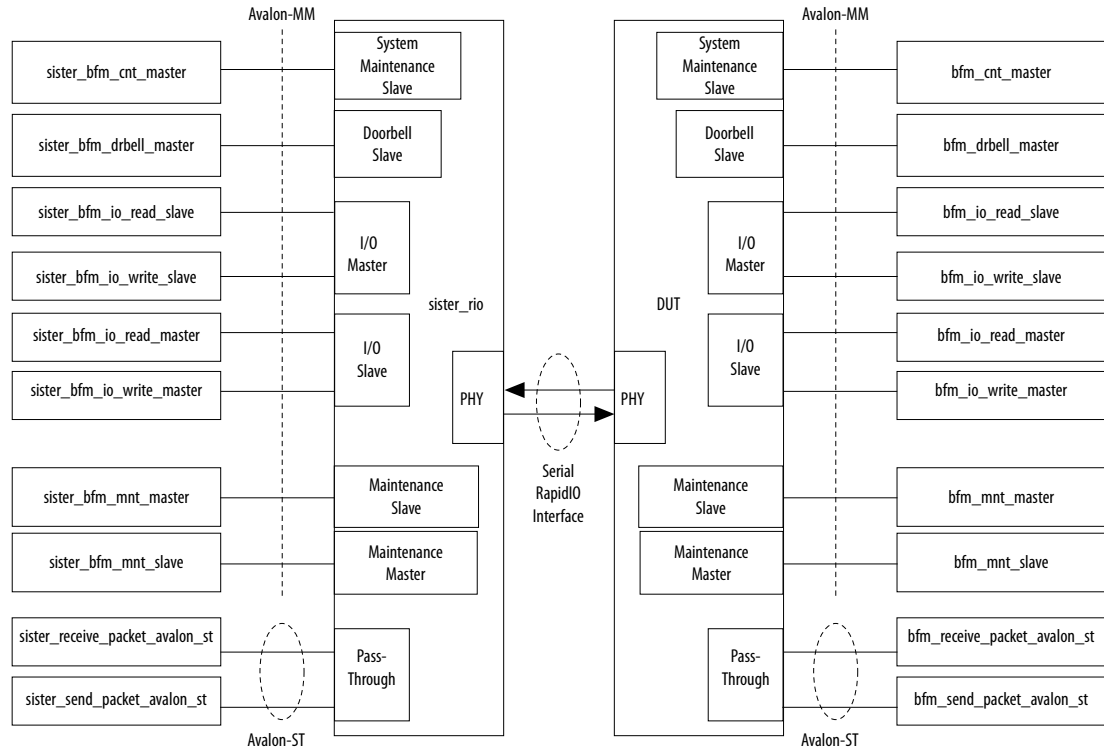 Avalon-MM
Avalon-MM
sister_bfm_cnt_master
System
Maintenance
Slave
System
Maintenance
Slave
bfm_cnt_master
sister_bfm_drbell_master
Doorbell
Slave
Doorbell
Slave
bfm_drbell_master
sister_bfm_io_read_slave
I/O
Master
I/O
Master
bfm_io_read_slave
sister_bfm_io_write_slave
bfm_io_write_slave
sister_rio
DUT
sister_bfm_io_read_master
I/O
Slave
I/O
Slave
bfm_io_read_master
sister_bfm_io_write_master
bfm_io_write_master
PHY
PHY
Serial
RapidIO
Interface
sister_bfm_mnt_master
Maintenance
Slave
Maintenance
Slave
bfm_mnt_master
sister_bfm_mnt_slave
Maintenance
Master
Maintenance
Master
bfm_mnt_slave
sister_receive_packet_avalon_st
Pass-
Through
Pass-
Through
bfm_receive_packet_avalon_st
sister_send_packet_avalon_st
bfm_send_packet_avalon_st
Avalon-ST
Avalon-ST